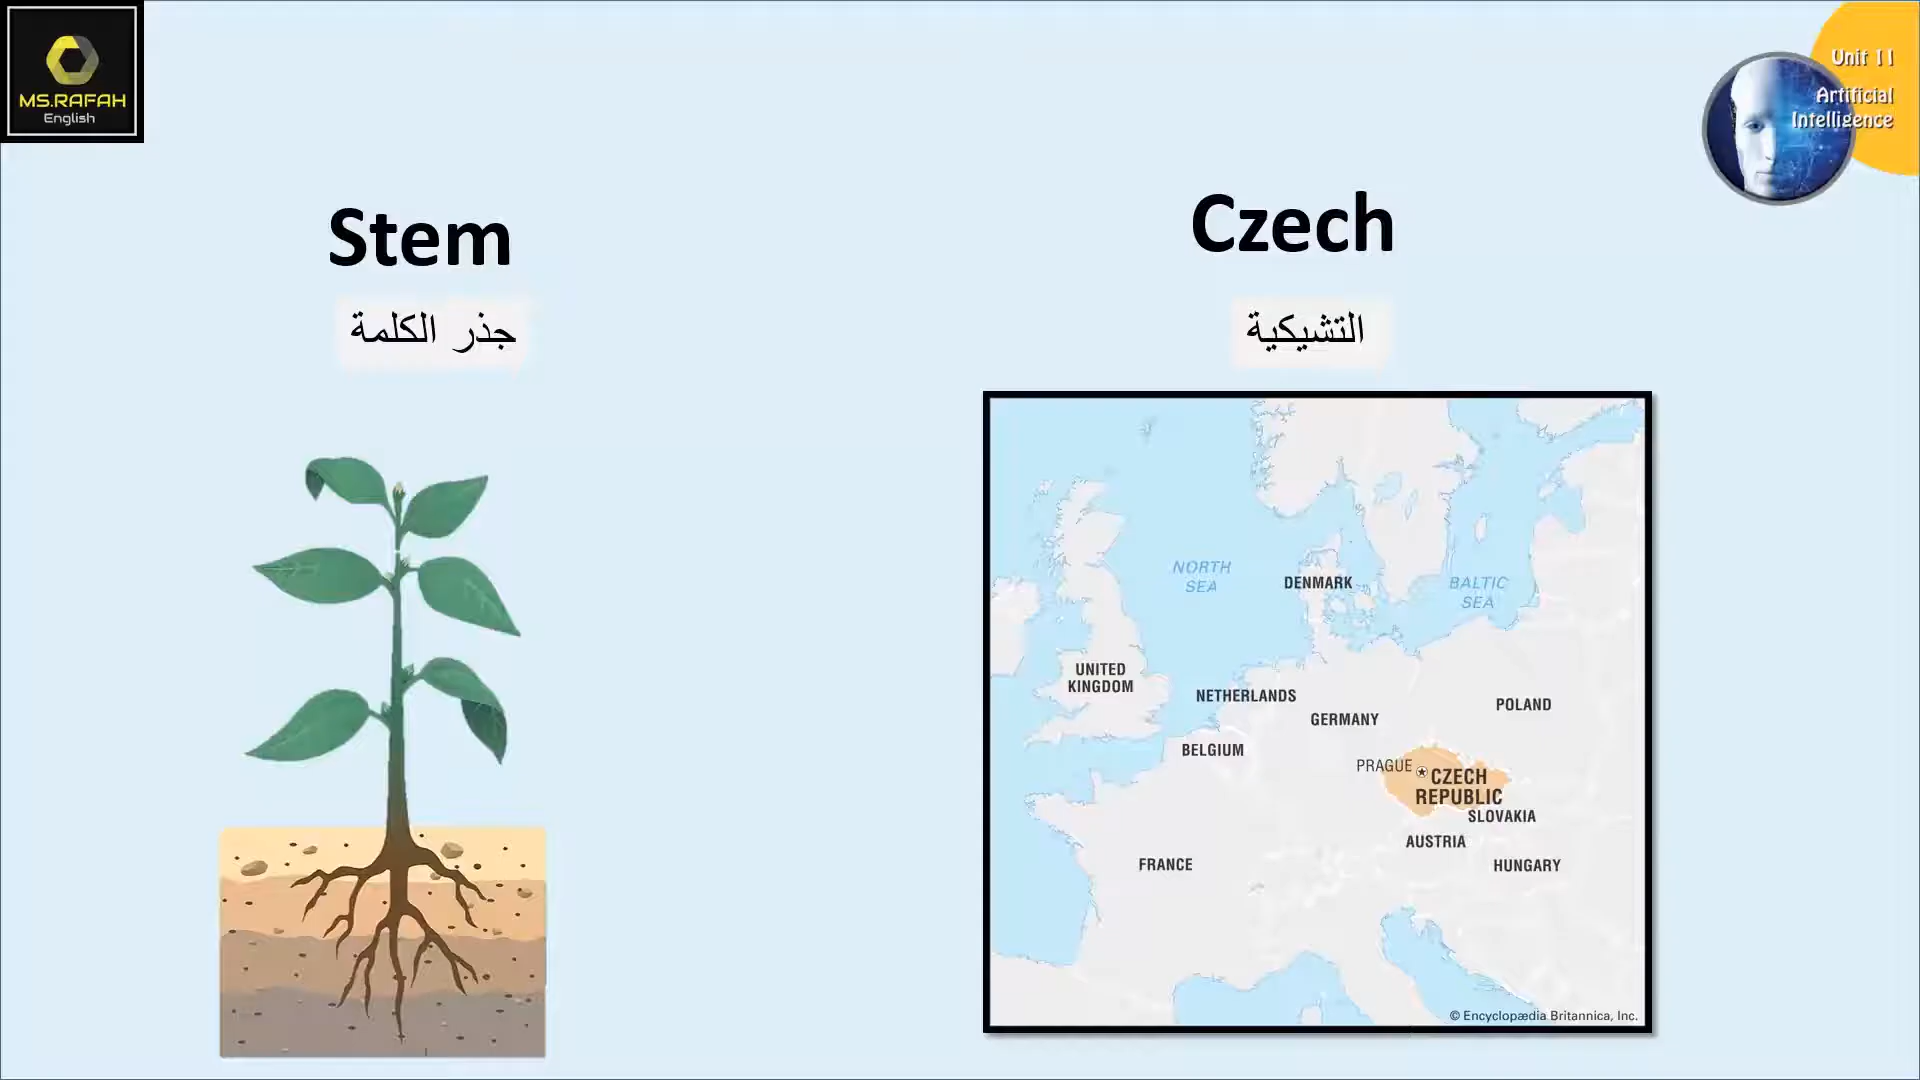 MS.RAFAH
English
Unit 11
Artificial
Intelligence
Stem
جذر الكلمة
Czech
التشيكية
NORTH
SEA
DENMARK
BALTIC
SEA
UNITED
KINGDOM
NETHERLANDS
GERMANY
POLAND
BELGIUM
PRAGUE
CZECH
REPUBLIC
SLOVAKIA
AUSTRIA
FRANCE
HUNGARY
© Encyclopædia Britannica, Inc.